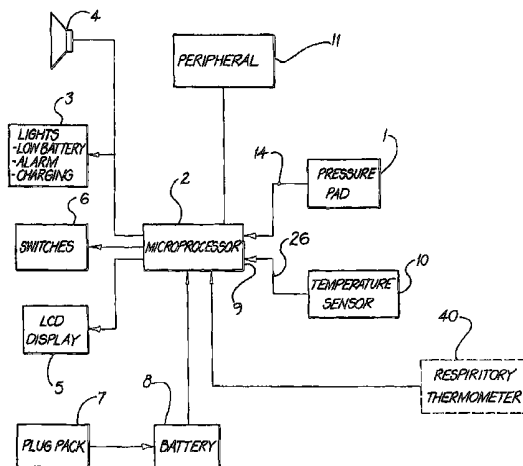 4
11
PERIPHERAL
3
LIGHTS
-LOW BATTERY
-ALARM
-CHARGING
14
1
PRESSURE
PAD
6
SWITCHES
2
MICROPROCESSOR
26
9
10
TEMPERATURE
SENSOR
LCD
DISPLAY
5
40
RESPIRITORY
THERMOMETER
7
PLUG PACK
8
BATTERY